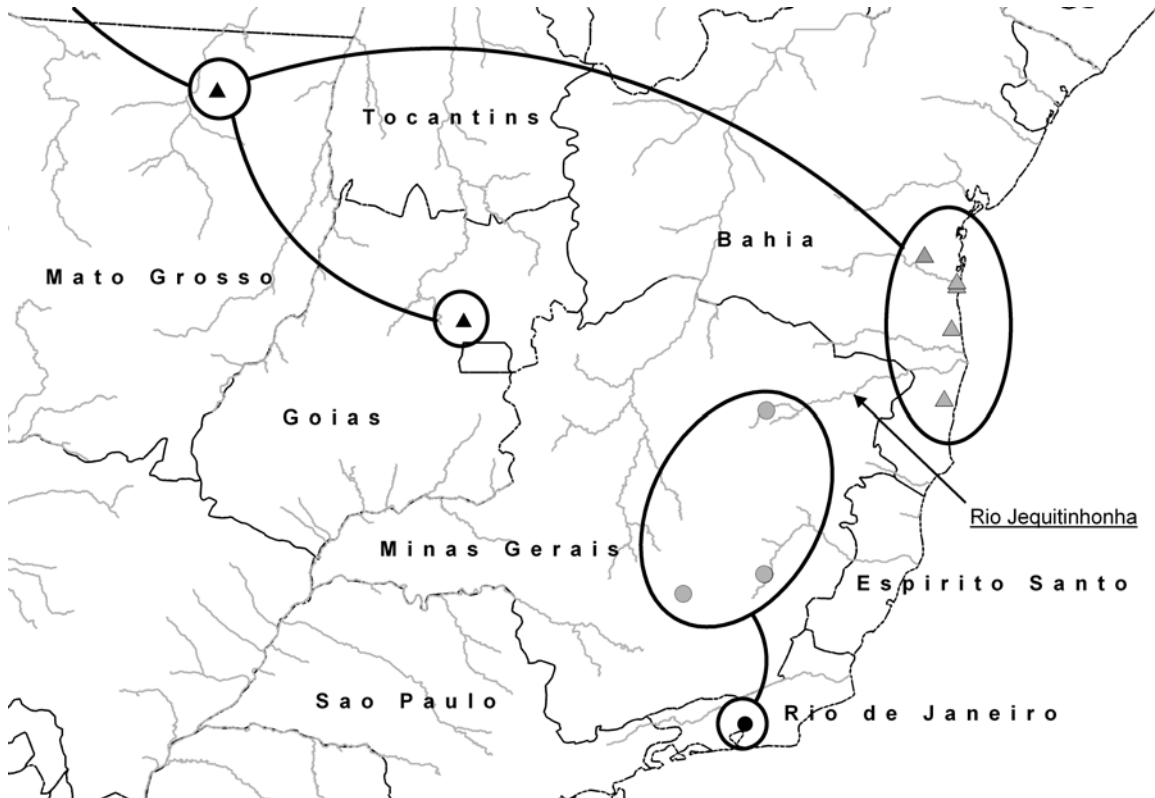 Tocantins
Bahia
Mato Grosso
Goias
Rio Jequitinhonha
Minas Gerais
Espirito Santo
Sao Paulo
Rio de Janeiro